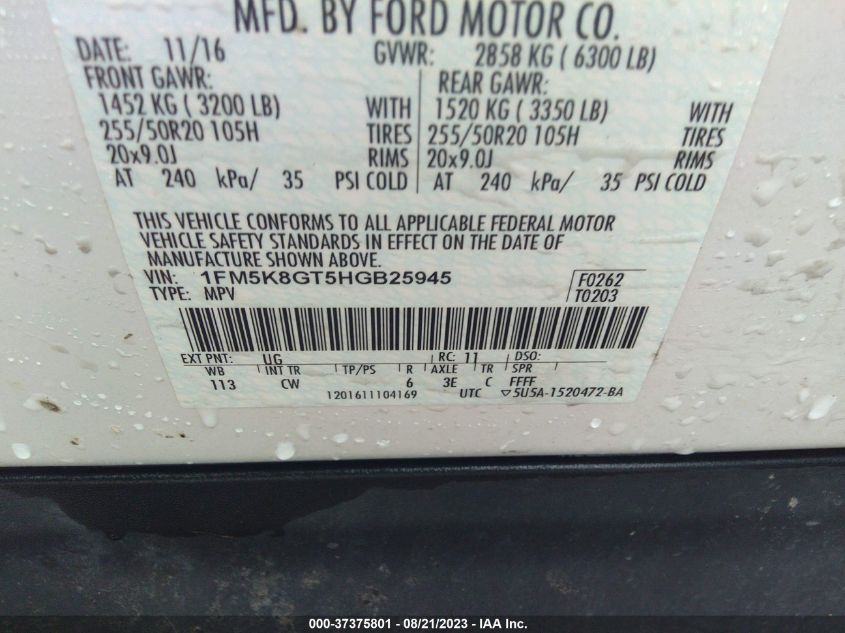 MFD. BY FORD MOTOR CO.
DATE: 11/16 GVWR: 2858 KG ( 6300 LB)
FRONT GAWR: REAR GAWR:
1452 KG ( 3200 LB) WITH 1520 KG ( 3350 LB) WITH
255/50R20 105H TIRES 255/50R20 105H TIRES
20x9.0J RIMS 20x9.0J RIMS
AT 240 kPa/ 35 PSI COLD AT 240 kPa/ 35 PSI COLD
THIS VEHICLE CONFORMS TO ALL APPLICABLE FEDERAL MOTOR
VEHICLE SAFETY STANDARDS IN EFFECT ON THE DATE OF
MANUFACTURE SHOWN ABOVE.
VIN: 1FM5K8GT5HGB25945 F0262
TYPE: MPV T0203
EXT PNT: UG RC: 11 DSO:
WB INT TR TP/PS R AXLE TR SPR
113 CW 6 3E C FFFF
1201611104169 UTC ▽5U5A-1520472-BA
000-37375801 - 08/21/2023 - IAA Inc.